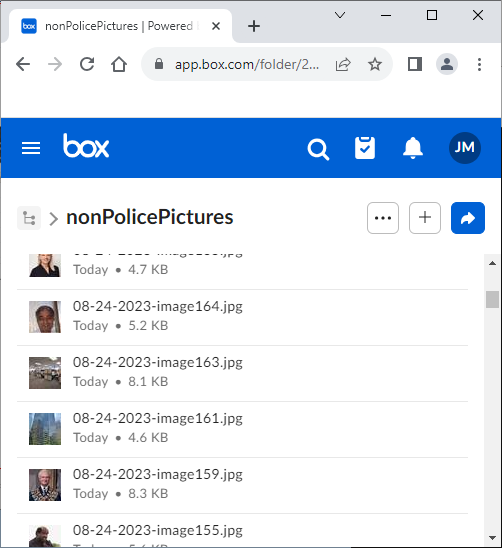 box nonPolicePictures | Powered
app.box.com/folder/2...
box
JM
nonPolicePictures
Today • 4.7 KB
08-24-2023-image164.jpg
Today • 5.2 KB
08-24-2023-image163.jpg
Today • 8.1 KB
08-24-2023-image161.jpg
Today • 4.6 KB
08-24-2023-image159.jpg
Today • 8.3 KB
08-24-2023-image155.jpg